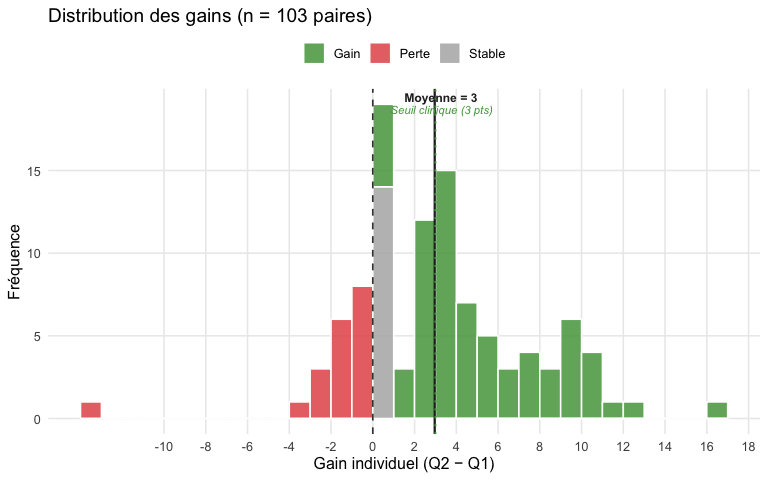 Distribution des gains (n = 103 paires)
Gain Perte Stable
Moyenne = 3
Seuil clinique (3 pts)
15
10
5
0
Fréquence
-10 -8 -6 -4 -2 0 2 4 6 8 10 12 14 16 18
Gain individuel (Q2 − Q1)